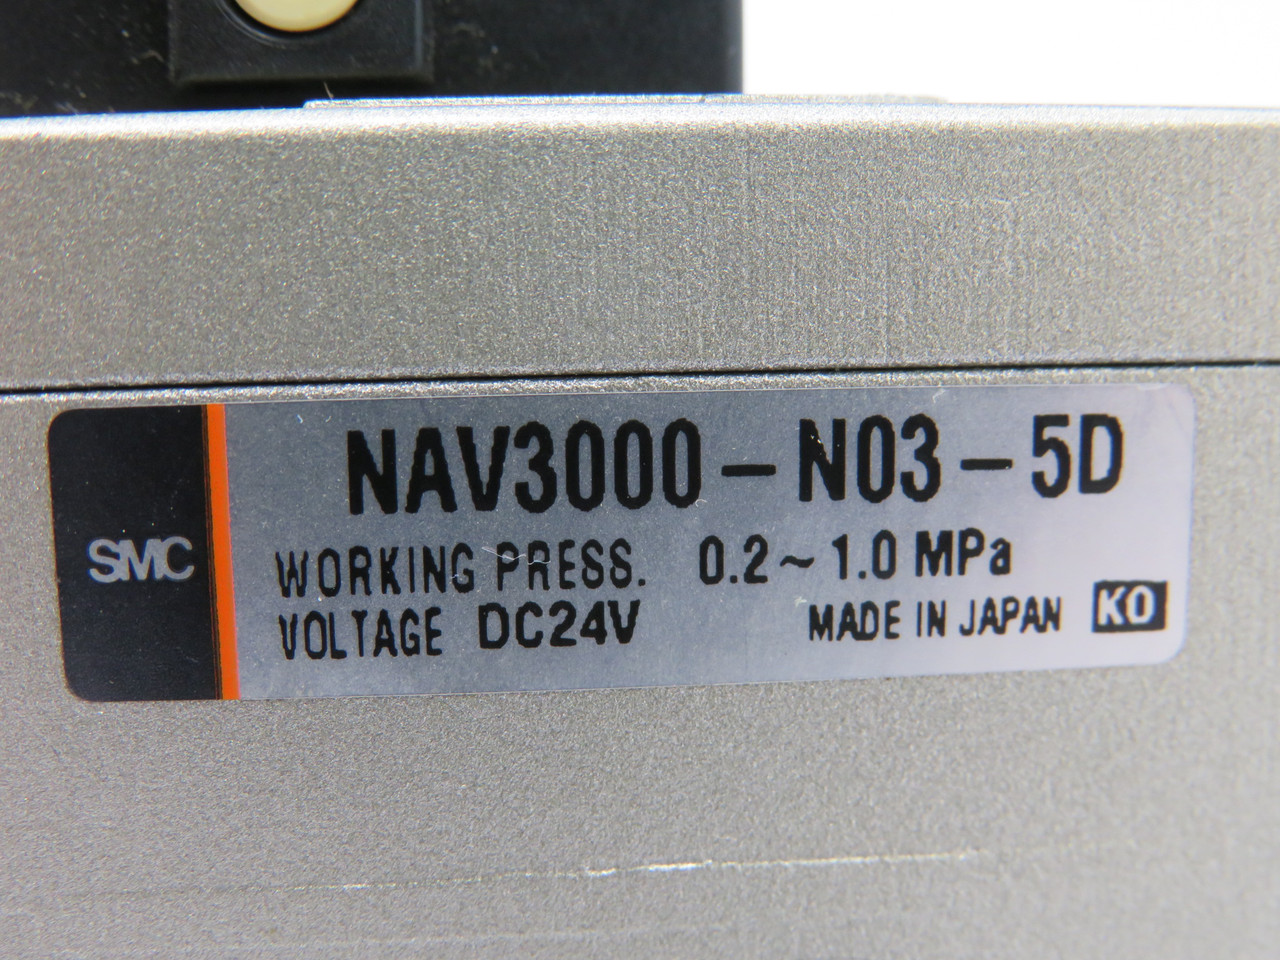 SMC
NAV3000-N03-5D
WORKING PRESS. 0.2~1.0 MPa
VOLTAGE DC24V MADE IN JAPAN KO